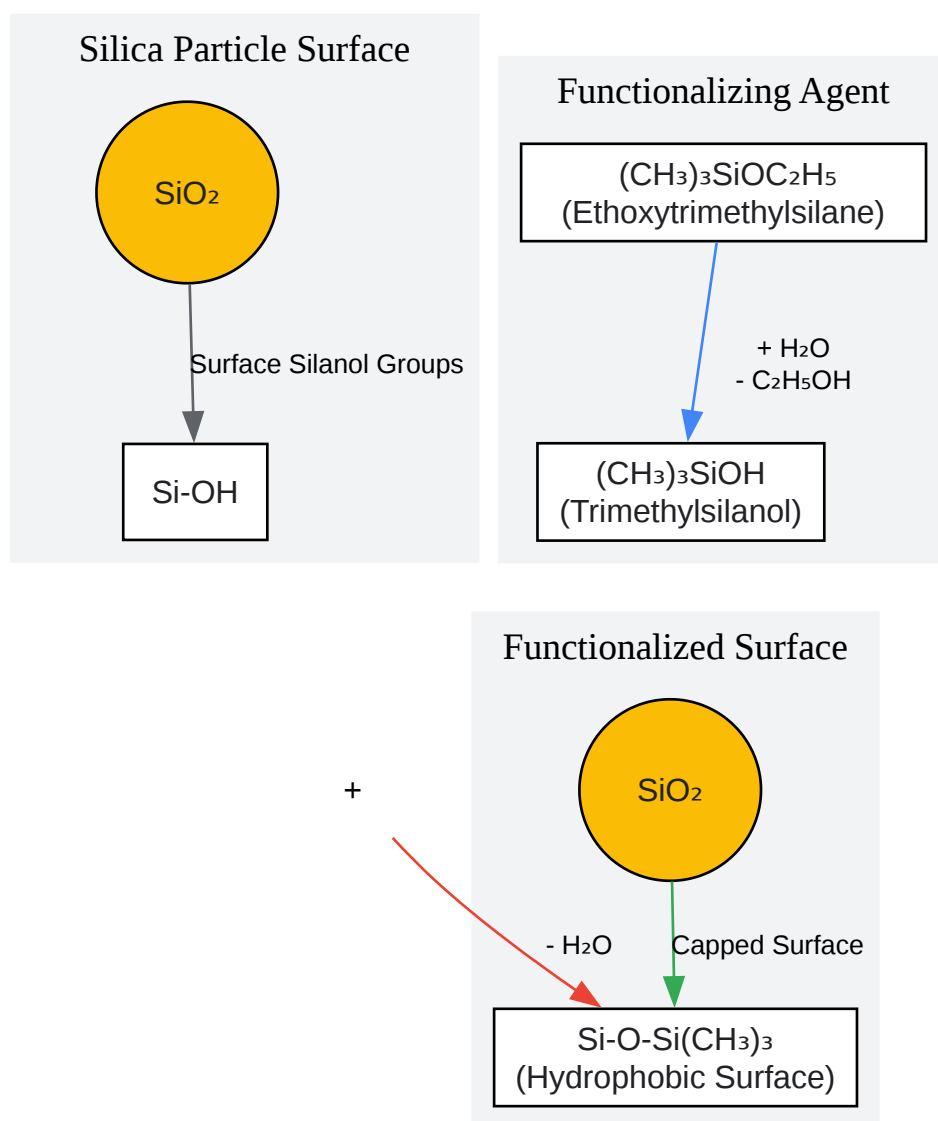 Silica Particle Surface
SiO₂
Surface Silanol Groups
Si-OH
Functionalizing Agent
(CH₃)₃SiOC₂H₅
(Ethoxytrimethylsilane)
+ H₂O
- C₂H₅OH
(CH₃)₃SiOH
(Trimethylsilanol)
Functionalized Surface
SiO₂
+
- H₂O
Capped Surface
Si-O-Si(CH₃)₃
(Hydrophobic Surface)